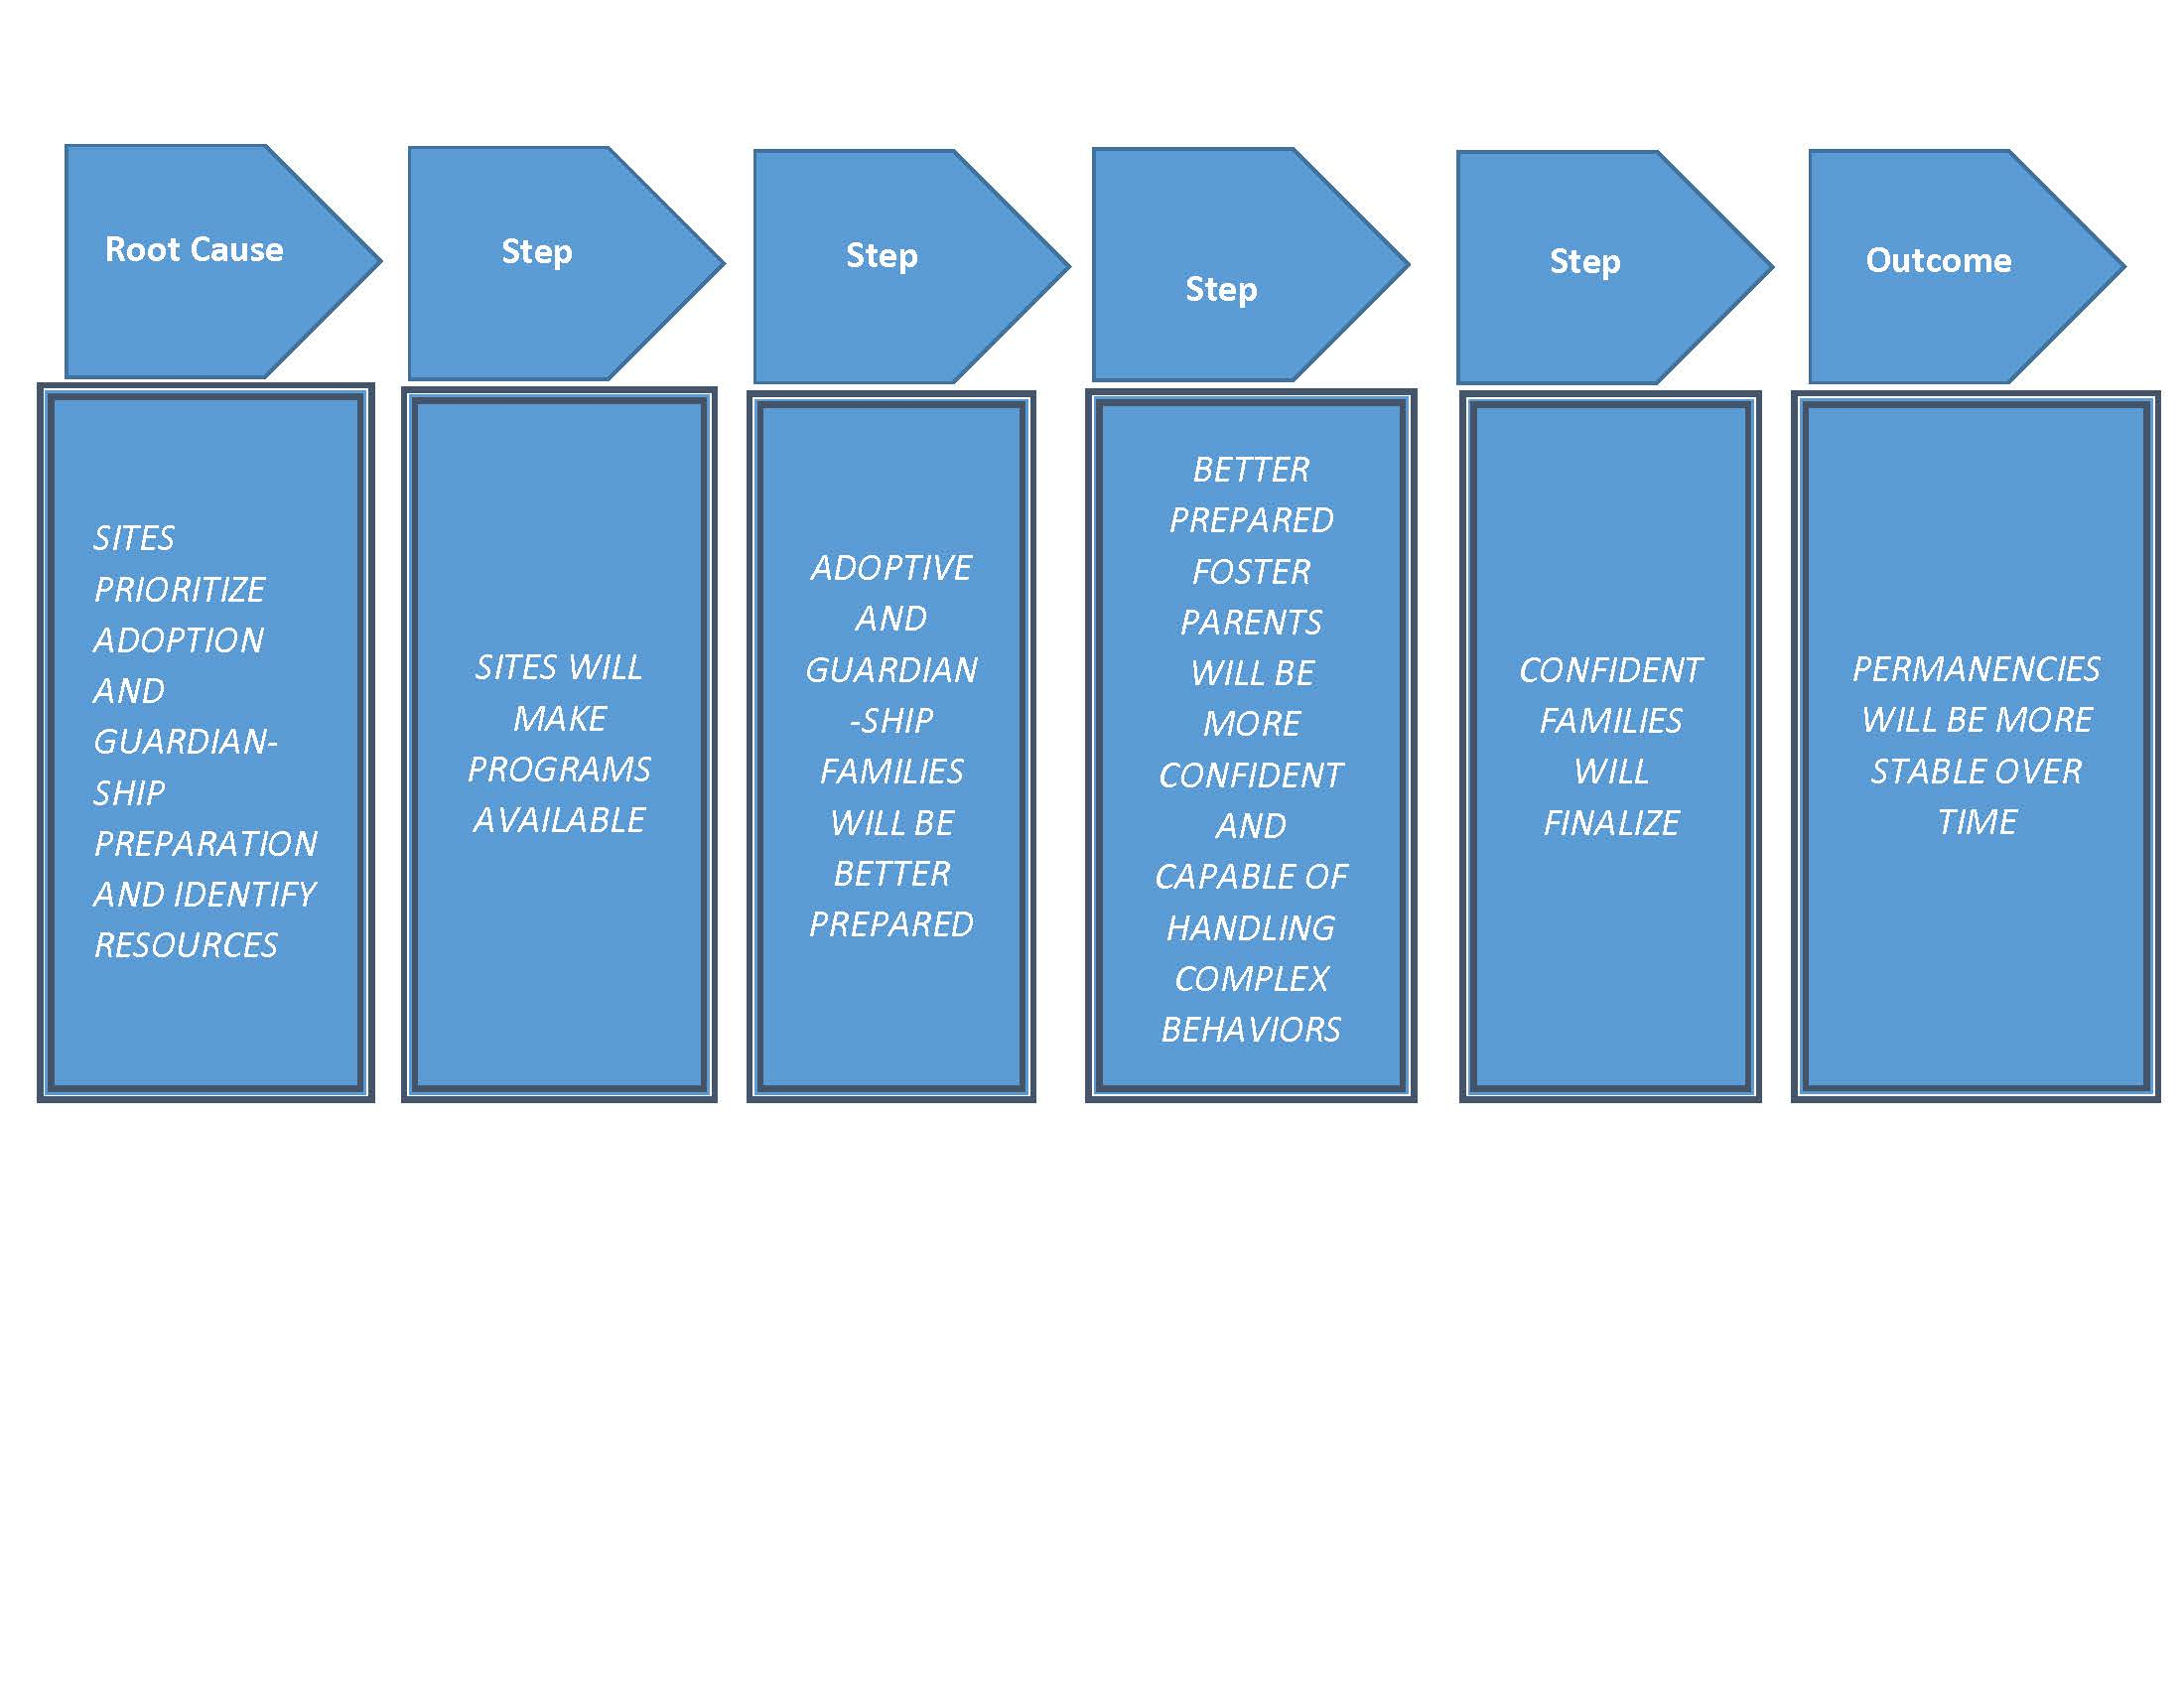 Root Cause
Step
Step
Step
Step
Outcome
SITES
PRIORITIZE
ADOPTION
AND
GUARDIAN-
SHIP
PREPARATION
AND IDENTIFY
RESOURCES
SITES WILL
MAKE
PROGRAMS
AVAILABLE
ADOPTIVE
AND
GUARDIAN
-SHIP
FAMILIES
WILL BE
BETTER
PREPARED
BETTER
PREPARED
FOSTER
PARENTS
WILL BE
MORE
CONFIDENT
AND
CAPABLE OF
HANDLING
COMPLEX
BEHAVIORS
CONFIDENT
FAMILIES
WILL
FINALIZE
PERMANENCIES
WILL BE MORE
STABLE OVER
TIME